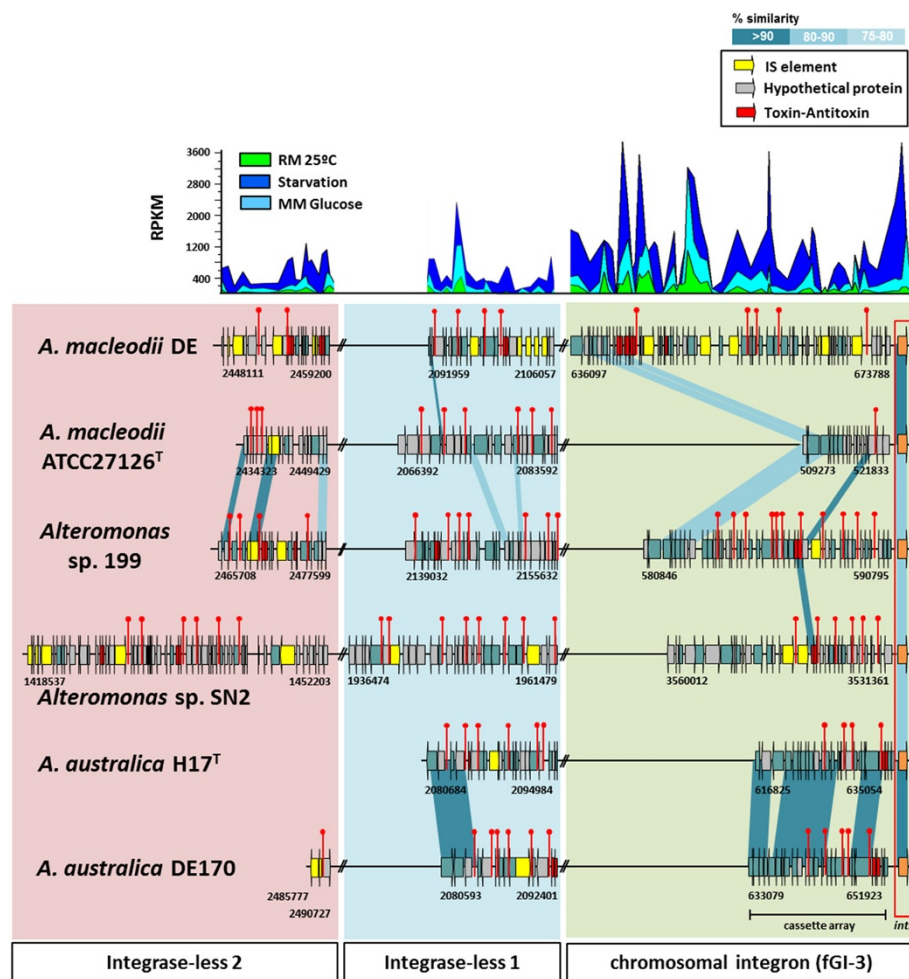 % similarity
>90 80-90 75-80
IS element
Hypothetical protein
Toxin-Antitoxin
RM 25ºC
Starvation
MM Glucose
RPKM
3600
2800
2000
1200
400
A. macleodii DE
2448111 2459200 2091959 2106057 636097 673788
A. macleodii
ATCC27126T
2434323 2449429 2066392 2083592 509273 521833
Alteromonas
sp. 199
2465708 2477599 2139032 2155632 580846 590795
1418537 1452203 1936474 1961479 3560012 3531361
Alteromonas sp. SN2
A. australica H17T
2080684 2094984 616825 635054
A. australica DE170
2485777
2490727
2080593 2092401 633079 651923
cassette array
int
Integrase-less 2 Integrase-less 1 chromosomal integron (fGI-3)